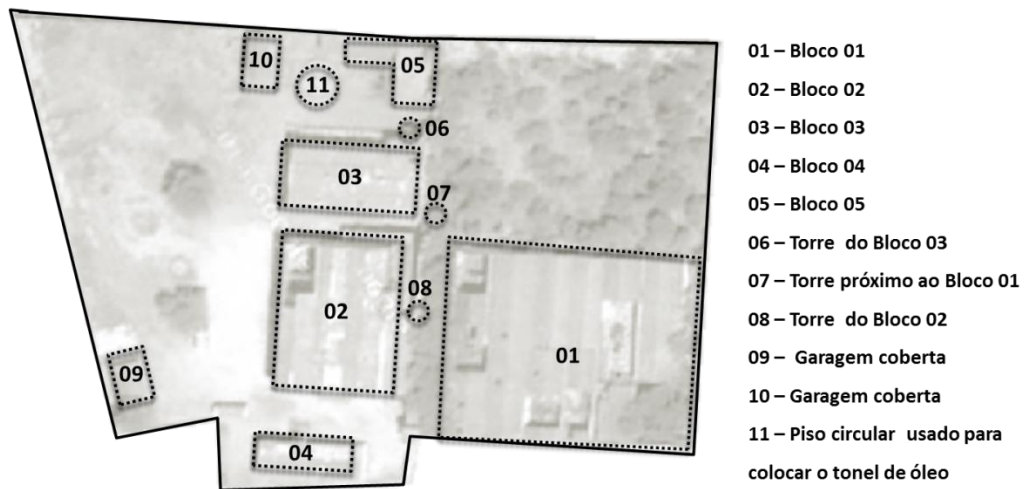 10
05
11
06
03
07
08
02
01
09
04
01 – Bloco 01
02 – Bloco 02
03 – Bloco 03
04 – Bloco 04
05 – Bloco 05
06 – Torre do Bloco 03
07 – Torre próximo ao Bloco 01
08 – Torre do Bloco 02
09 – Garagem coberta
10 – Garagem coberta
11 – Piso circular usado para
colocar o tonel de óleo